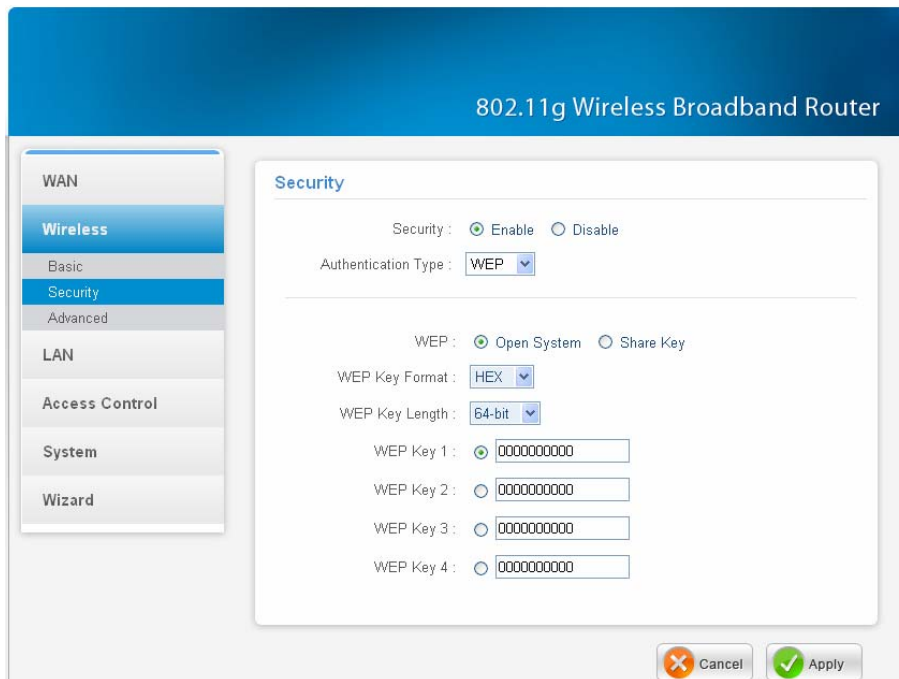 802.11g Wireless Broadband Router
WAN
Wireless
Basic
Security
Advanced
LAN
Access Control
System
Wizard
Security
Security : Enable Disable
Authentication Type : WEP
WEP : Open System Share Key
WEP Key Format : HEX
WEP Key Length : 64-bit
WEP Key 1 : 0000000000
WEP Key 2 : 0000000000
WEP Key 3 : 0000000000
WEP Key 4 : 0000000000
Cancel Apply